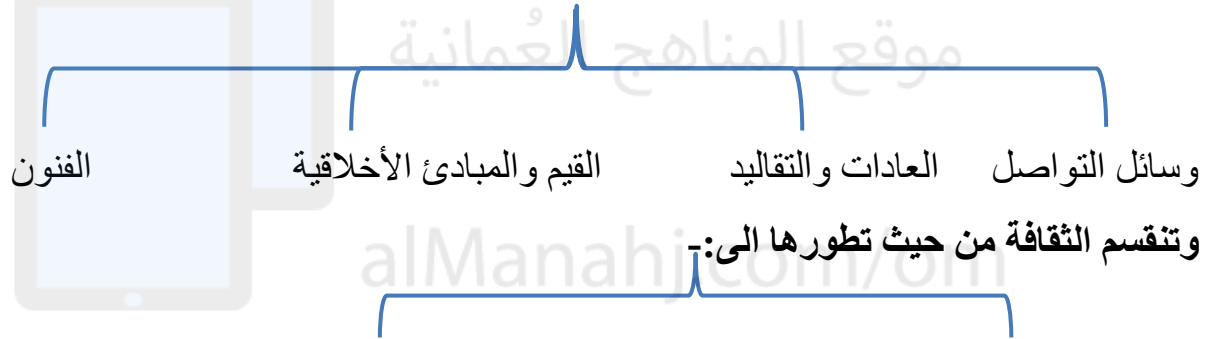 موقع المناهج العُمانية
وسائل التواصل العادات والتقاليد القيم والمبادئ الأخلاقية الفنون
وتنقسم الثقافة من حيث تطورها الى:-
alManahj.com/om